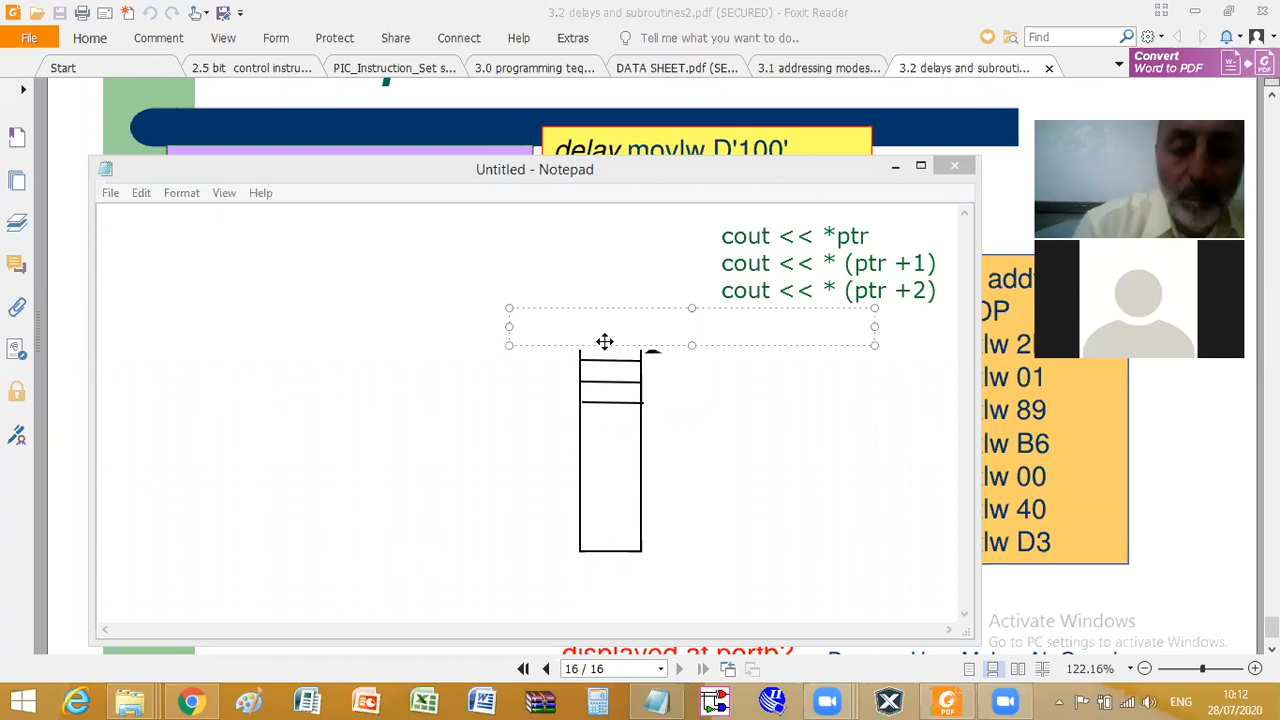 3.2 delays and subroutines2.pdf (SECURED) - Foxit Reader
File Home Comment View Form Protect Share Connect Help Extras Tell me what you want to do.. Find
Start 2.5 bit control instru... PIC_Instruction_Set s... 3.0 programming teq... DATA SHEET.pdf (SE... 3.1 addressing modes... 3.2 delays and subrouti...
Convert
Word to PDF
delay movlw D'100'
Untitled - Notepad
File Edit Format View Help
cout << *ptr
cout << * (ptr +1)
cout << * (ptr +2)
OP
lw 01
lw 89
lw B6
lw 00
lw 40
lw D3
Activate Windows
Go to PC settings to activate Windows.
displayed at portb?
16 / 16
122.16%
ENG
10:12
28/07/2020